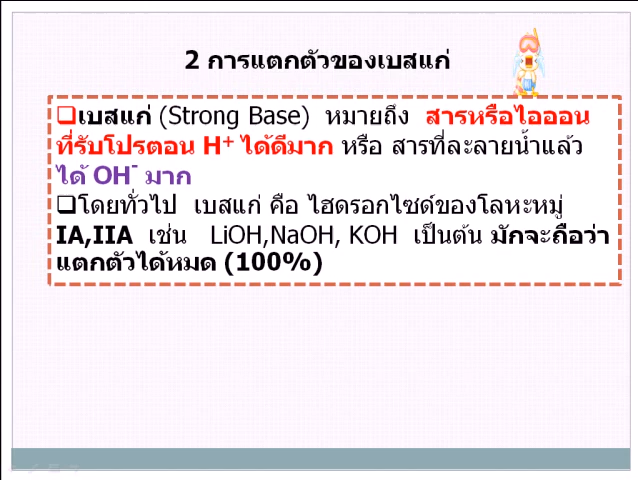 2 การแตกตัวของเบสแก่
❑เบสแก่ (Strong Base) หมายถึง สารหรือไอออน
ที่รับโปรตอน H⁺ ได้ดีมาก หรือ สารที่ละลายน้ำแล้ว
ได้ OH⁻ มาก
❑โดยทั่วไป เบสแก่ คือ ไฮดรอกไซด์ของโลหะหมู่
IA,IIA เช่น LiOH,NaOH, KOH เป็นต้น มักจะถือว่า
แตกตัวได้หมด (100%)